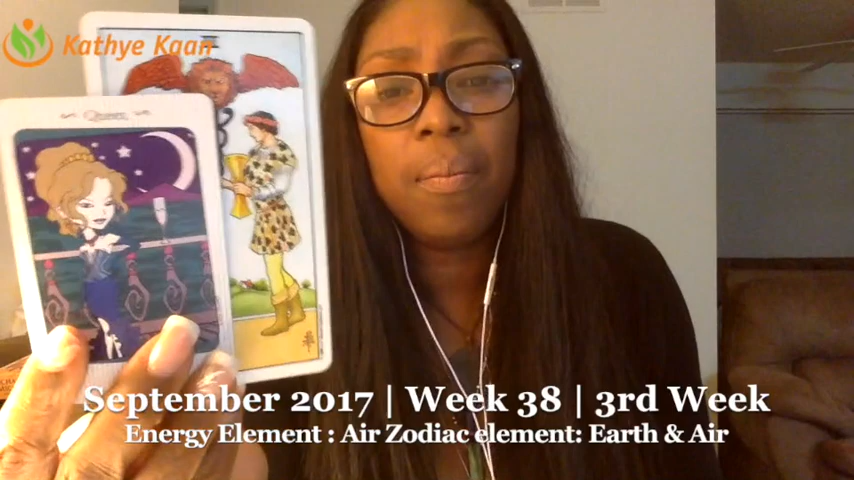 Kathye Kaan
Queen
September 2017 | Week 38 | 3rd Week
Energy Element : Air Zodiac element: Earth & Air